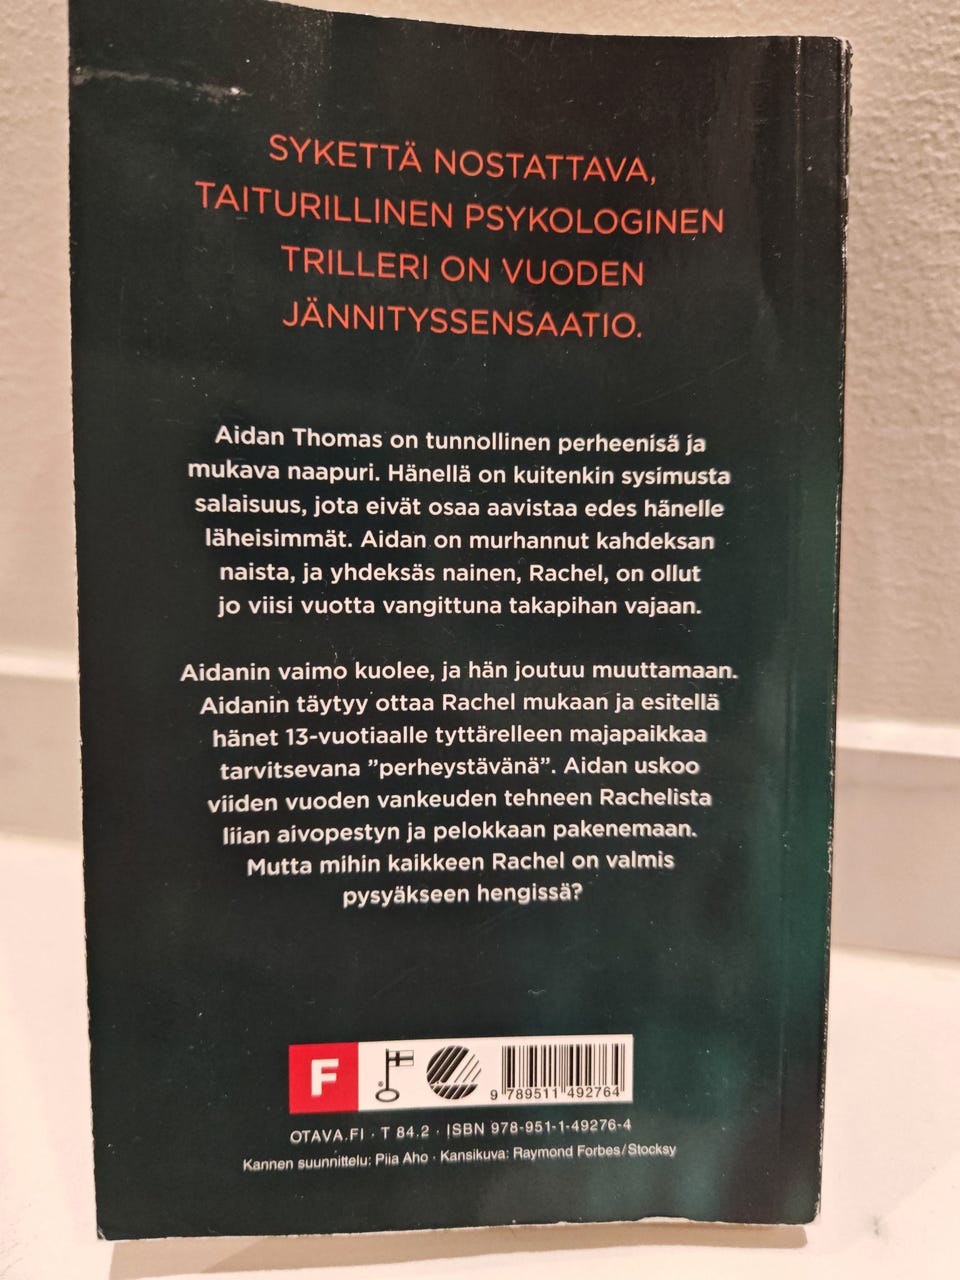 SYKETTÄ NOSTATTAVA,
TAITURILLINEN PSYKOLOGINEN
TRILLERI ON VUODEN
JÄNNITYSSENSAATIO.
Aidan Thomas on tunnollinen perheenisä ja
mukava naapuri. Hänellä on kuitenkin sysimusta
salaisuus, jota eivät osaa aavistaa edes hänelle
läheisimmät. Aidan on murhannut kahdeksan
naista, ja yhdeksäs nainen, Rachel, on ollut
jo viisi vuotta vangittuna takapihan vajaan.
Aidanin vaimo kuolee, ja hän joutuu muuttamaan.
Aidanin täytyy ottaa Rachel mukaan ja esitellä
hänet 13-vuotiaalle tyttärelleen majapaikkaa
tarvitsevana ”perheystävänä”. Aidan uskoo
viiden vuoden vankeuden tehneen Rachelista
liian aivopestyn ja pelokkaan pakenemaan.
Mutta mihin kaikkeen Rachel on valmis
pysyäkseen hengissä?
F
9 789511 492764
OTAVA.FI · T 84.2 · ISBN 978-951-1-49276-4
Kannen suunnittelu: Piia Aho · Kansikuva: Raymond Forbes/Stocksy